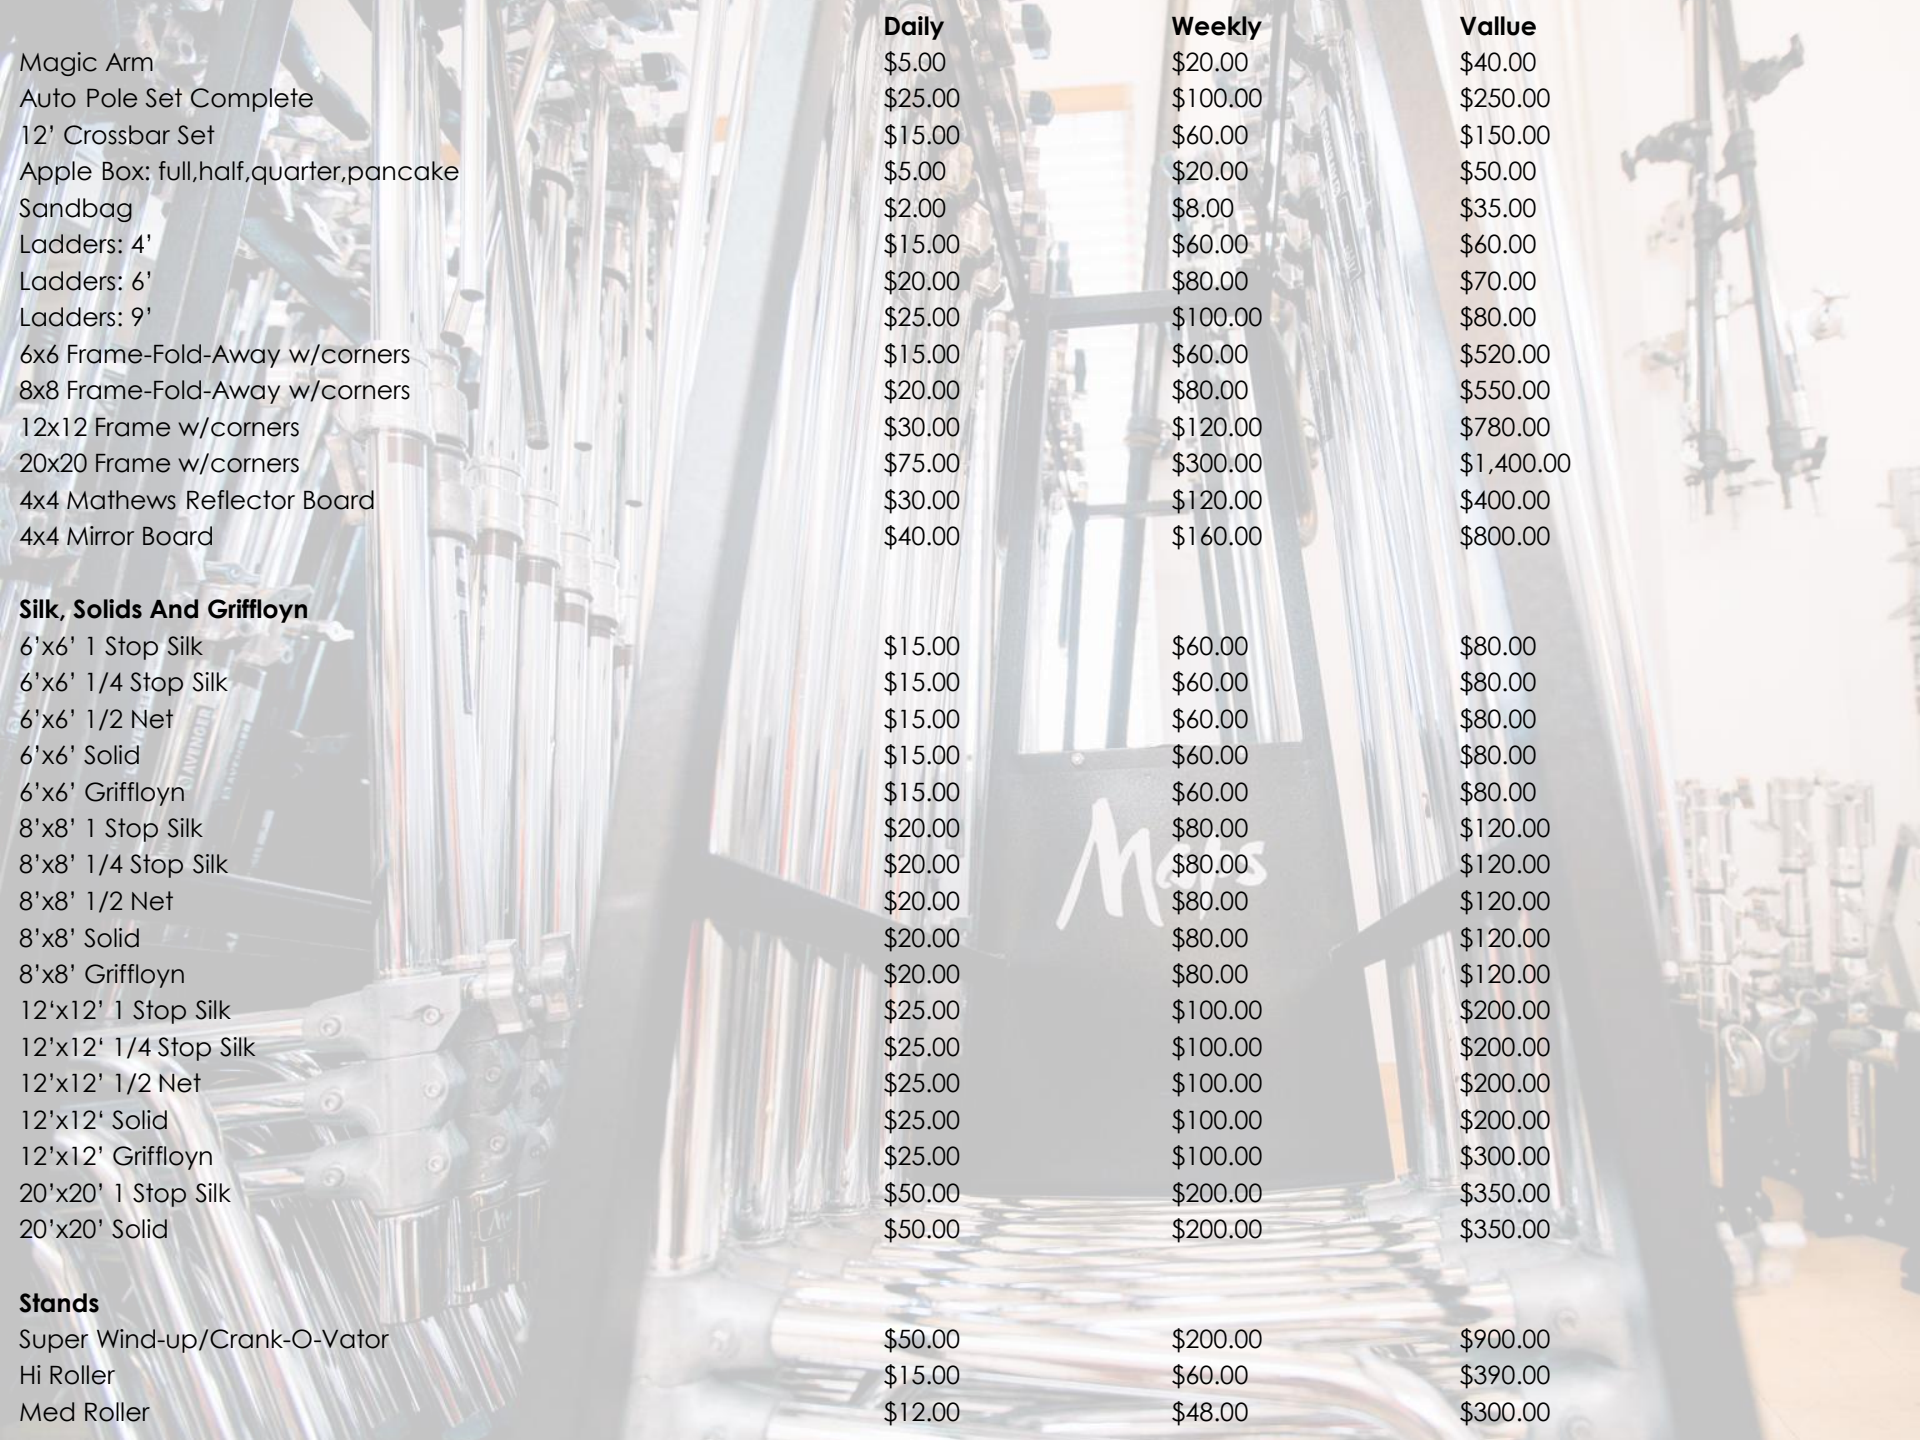 Daily Weekly Vallue
Magic Arm $5.00 $20.00 $40.00
Auto Pole Set Complete $25.00 $100.00 $250.00
12’ Crossbar Set $15.00 $60.00 $150.00
Apple Box: full,half,quarter,pancake $5.00 $20.00 $50.00
Sandbag $2.00 $8.00 $35.00
Ladders: 4’ $15.00 $60.00 $60.00
Ladders: 6’ $20.00 $80.00 $70.00
Ladders: 9’ $25.00 $100.00 $80.00
6x6 Frame-Fold-Away w/corners $15.00 $60.00 $520.00
8x8 Frame-Fold-Away w/corners $20.00 $80.00 $550.00
12x12 Frame w/corners $30.00 $120.00 $780.00
20x20 Frame w/corners $75.00 $300.00 $1,400.00
4x4 Mathews Reflector Board $30.00 $120.00 $400.00
4x4 Mirror Board $40.00 $160.00 $800.00
Silk, Solids And Griffloyn
6’x6’ 1 Stop Silk $15.00 $60.00 $80.00
6’x6’ 1/4 Stop Silk $15.00 $60.00 $80.00
6’x6’ 1/2 Net $15.00 $60.00 $80.00
6’x6’ Solid $15.00 $60.00 $80.00
6’x6’ Griffloyn $15.00 $60.00 $80.00
8’x8’ 1 Stop Silk $20.00 $80.00 $120.00
8’x8’ 1/4 Stop Silk $20.00 $80.00 $120.00
8’x8’ 1/2 Net $20.00 $80.00 $120.00
8’x8’ Solid $20.00 $80.00 $120.00
8’x8’ Griffloyn $20.00 $80.00 $120.00
12‘x12’ 1 Stop Silk $25.00 $100.00 $200.00
12’x12‘ 1/4 Stop Silk $25.00 $100.00 $200.00
12’x12’ 1/2 Net $25.00 $100.00 $200.00
12’x12‘ Solid $25.00 $100.00 $200.00
12’x12’ Griffloyn $25.00 $100.00 $300.00
20’x20’ 1 Stop Silk $50.00 $200.00 $350.00
20’x20’ Solid $50.00 $200.00 $350.00
Stands
Super Wind-up/Crank-O-Vator $50.00 $200.00 $900.00
Hi Roller $15.00 $60.00 $390.00
Med Roller $12.00 $48.00 $300.00
AVENGER